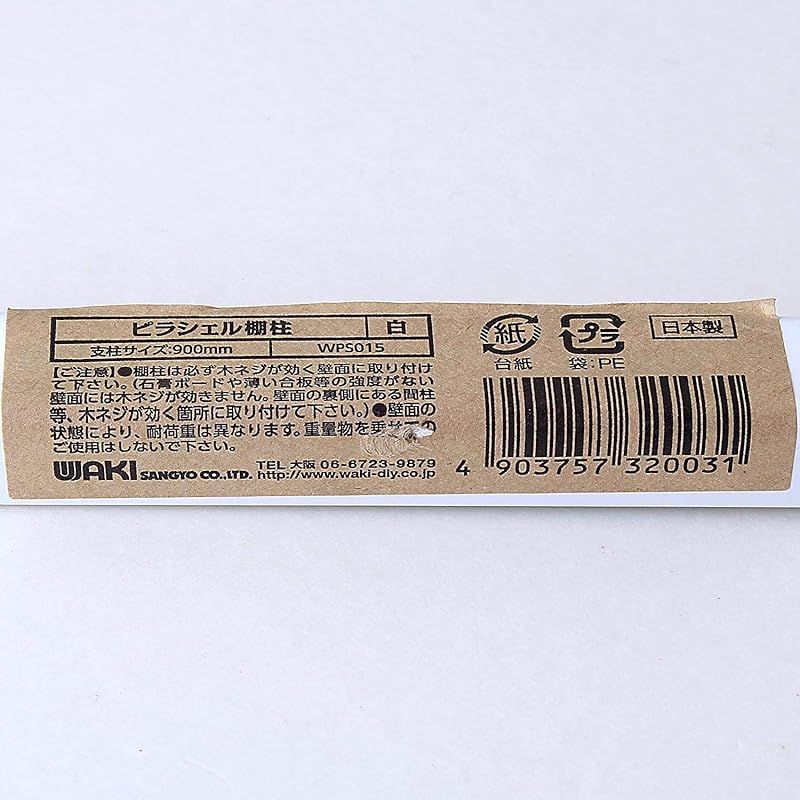 ピラシェル棚柱 白
支柱サイズ:900mm WPS015
【ご注意】●棚柱は必ず木ネジが効く壁面に取り付け
て下さい。(石膏ボードや薄い合板等の強度がない
壁面には木ネジが効きません。壁面の裏側にある間柱
等、木ネジが効く箇所に取り付けて下さい。)●壁面の
状態により、耐荷重は異なります。重量物を乗せての
ご使用はしないで下さい。
WAKI SANGYO CO.,LTD. TEL 大阪 06-6723-9879
http://www.waki-diy.co.jp
紙
台紙
プラ
袋:PE
日本製
4 903757 320031